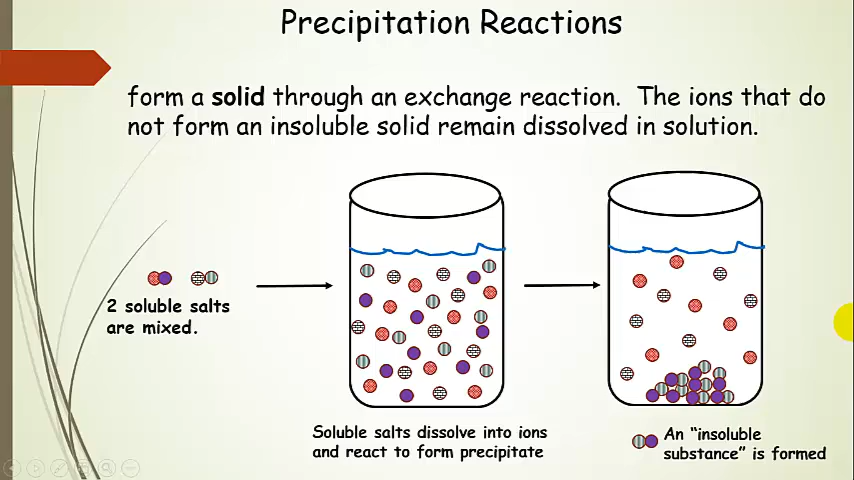 Precipitation Reactions
form a solid through an exchange reaction. The ions that do
not form an insoluble solid remain dissolved in solution.
2 soluble salts
are mixed.
Soluble salts dissolve into ions
and react to form precipitate
An “insoluble
substance” is formed